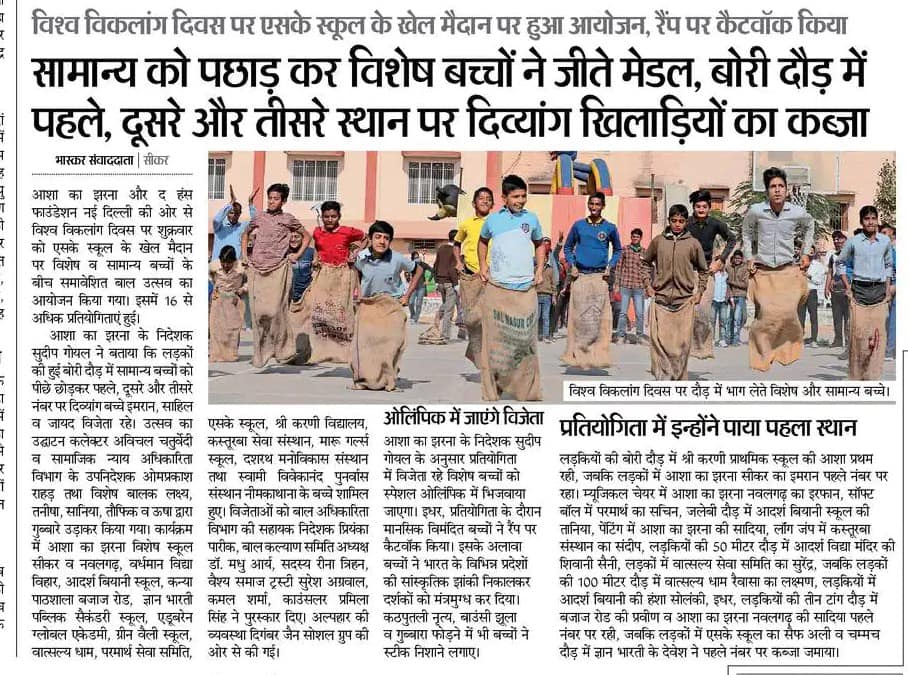 विश्व विकलांग दिवस पर एसके स्कूल के खेल मैदान पर हुआ आयोजन, रैंप पर कैटवॉक किया
सामान्य को पछाड़ कर विशेष बच्चों ने जीते मेडल, बोरी दौड़ में
पहले, दूसरे और तीसरे स्थान पर दिव्यांग खिलाड़ियों का कब्जा
भास्कर संवाददाता | सीकर
आशा का झरना और द हंस
फाउंडेशन नई दिल्ली की ओर से
विश्व विकलांग दिवस पर शुक्रवार
को एसके स्कूल के खेल मैदान
पर विशेष व सामान्य बच्चों के
बीच समावेशित बाल उत्सव का
आयोजन किया गया। इसमें 16 से
अधिक प्रतियोगिताएं हुई।
आशा का झरना के निदेशक
सुदीप गोयल ने बताया कि लड़कों
की हुई बोरी दौड़ में सामान्य बच्चों को
पीछे छोड़कर पहले, दूसरे और तीसरे
नंबर पर दिव्यांग बच्चे इमरान, साहिल
व जायद विजेता रहे। उत्सव का
उद्घाटन कलेक्टर अविचल चतुर्वेदी
व सामाजिक न्याय अधिकारिता
विभाग के उपनिदेशक ओमप्रकाश
राहड़ तथा विशेष बालक लक्ष्य,
तनीषा, सानिया, तौफिक व ऊषा द्वारा
गुब्बारे उड़ाकर किया गया। कार्यक्रम
में आशा का झरना विशेष स्कूल
सीकर व नवलगढ़, वर्धमान विद्या
विहार, आदर्श बियानी स्कूल, कन्या
पाठशाला बजाज रोड, ज्ञान भारती
पब्लिक सैकंडरी स्कूल, एडूबरेन
ग्लोबल एकेडमी, ग्रीन वैली स्कूल,
वात्सल्य धाम, परमार्थ सेवा समिति,
विश्व विकलांग दिवस पर दौड़ में भाग लेते विशेष और सामान्य बच्चे।
एसके स्कूल, श्री करणी विद्यालय,
कस्तूरबा सेवा संस्थान, मारू गर्ल्स
स्कूल, दशरथ मनोविकास संस्थान
तथा स्वामी विवेकानंद पुनर्वास
संस्थान नीमकाथाना के बच्चे शामिल
हुए। विजेताओं को बाल अधिकारिता
विभाग की सहायक निदेशक प्रियंका
पारीक, बाल कल्याण समिति अध्यक्ष
डॉ. मधु आर्य, सदस्य रीना त्रिहन,
वैश्य समाज ट्रस्टी सुरेश अग्रवाल,
कमल शर्मा, काउंसलर प्रमिला
सिंह ने पुरस्कार दिए। अल्पहार की
व्यवस्था दिगंबर जैन सोशल ग्रुप की
ओर से की गई।
ओलिंपिक में जाएंगे विजेता
आशा का झरना के निदेशक सुदीप
गोयल के अनुसार प्रतियोगिता
में विजेता रहे विशेष बच्चों को
स्पेशल ओलिंपिक में भिजवाया
जाएगा। इधर, प्रतियोगिता के दौरान
मानसिक विमंदित बच्चों ने रैंप पर
कैटवॉक किया। इसके अलावा
बच्चों ने भारत के विभिन्न प्रदेशों
की सांस्कृतिक झांकी निकालकर
दर्शकों को मंत्रमुग्ध कर दिया।
कठपुतली नृत्य, बाउंसी झूला
व गुब्बारा फोड़ने में भी बच्चों ने
स्टीक निशाने लगाए।
प्रतियोगिता में इन्होंने पाया पहला स्थान
लड़कियों की बोरी दौड़ में श्री करणी प्राथमिक स्कूल की आशा प्रथम
रही, जबकि लड़कों में आशा का झरना सीकर का इमरान पहले नंबर पर
रहा। म्यूजिकल चेयर में आशा का झरना नवलगढ़ का इरफान, सॉफ्ट
बॉल में परमार्थ का सचिन, जलेबी दौड़ में आदर्श बियानी स्कूल की
तानिया, पेंटिंग में आशा का झरना की सादिया, लॉंग जंप में कस्तूरबा
संस्थान का संदीप, लड़कियों की 50 मीटर दौड़ में आदर्श विद्या मंदिर की
शिवानी सैनी, लड़कों में वात्सल्य सेवा समिति का सुरेंद्र, जबकि लड़कों
की 100 मीटर दौड़ में वात्सल्य धाम रैवासा का लक्ष्मण, लड़कियों में
आदर्श बियानी की हंशा सोलंकी, इधर, लड़कियों की तीन टांग दौड़ में
बजाज रोड की प्रवीण व आशा का झरना नवलगढ़ की सादिया पहले
नंबर पर रही, जबकि लड़कों में एसके स्कूल का सैफ अली व चम्मच
दौड़ में ज्ञान भारती के देवेश ने पहले नंबर पर कब्जा जमाया।